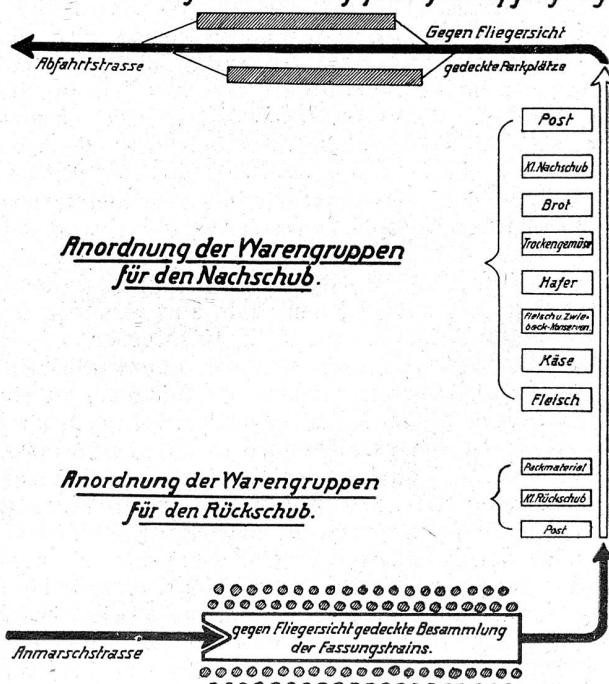 Gegen Fliegersicht
Abfahrtstrasse
gedeckte Parkplätze
Post
Kl. Nachschub
Brot
Trockengemüse
Anordnung der Warengruppen
für den Nachschub.
Hafer
Fleisch u. Zwie-
back-Konserven
Käse
Fleisch
Packmaterial
Anordnung der Warengruppen
für den Rückschub.
Kl. Rückschub
Post
gegen Fliegersicht gedeckte Besammlung
der Fassungstrains.
Anmarschstrasse